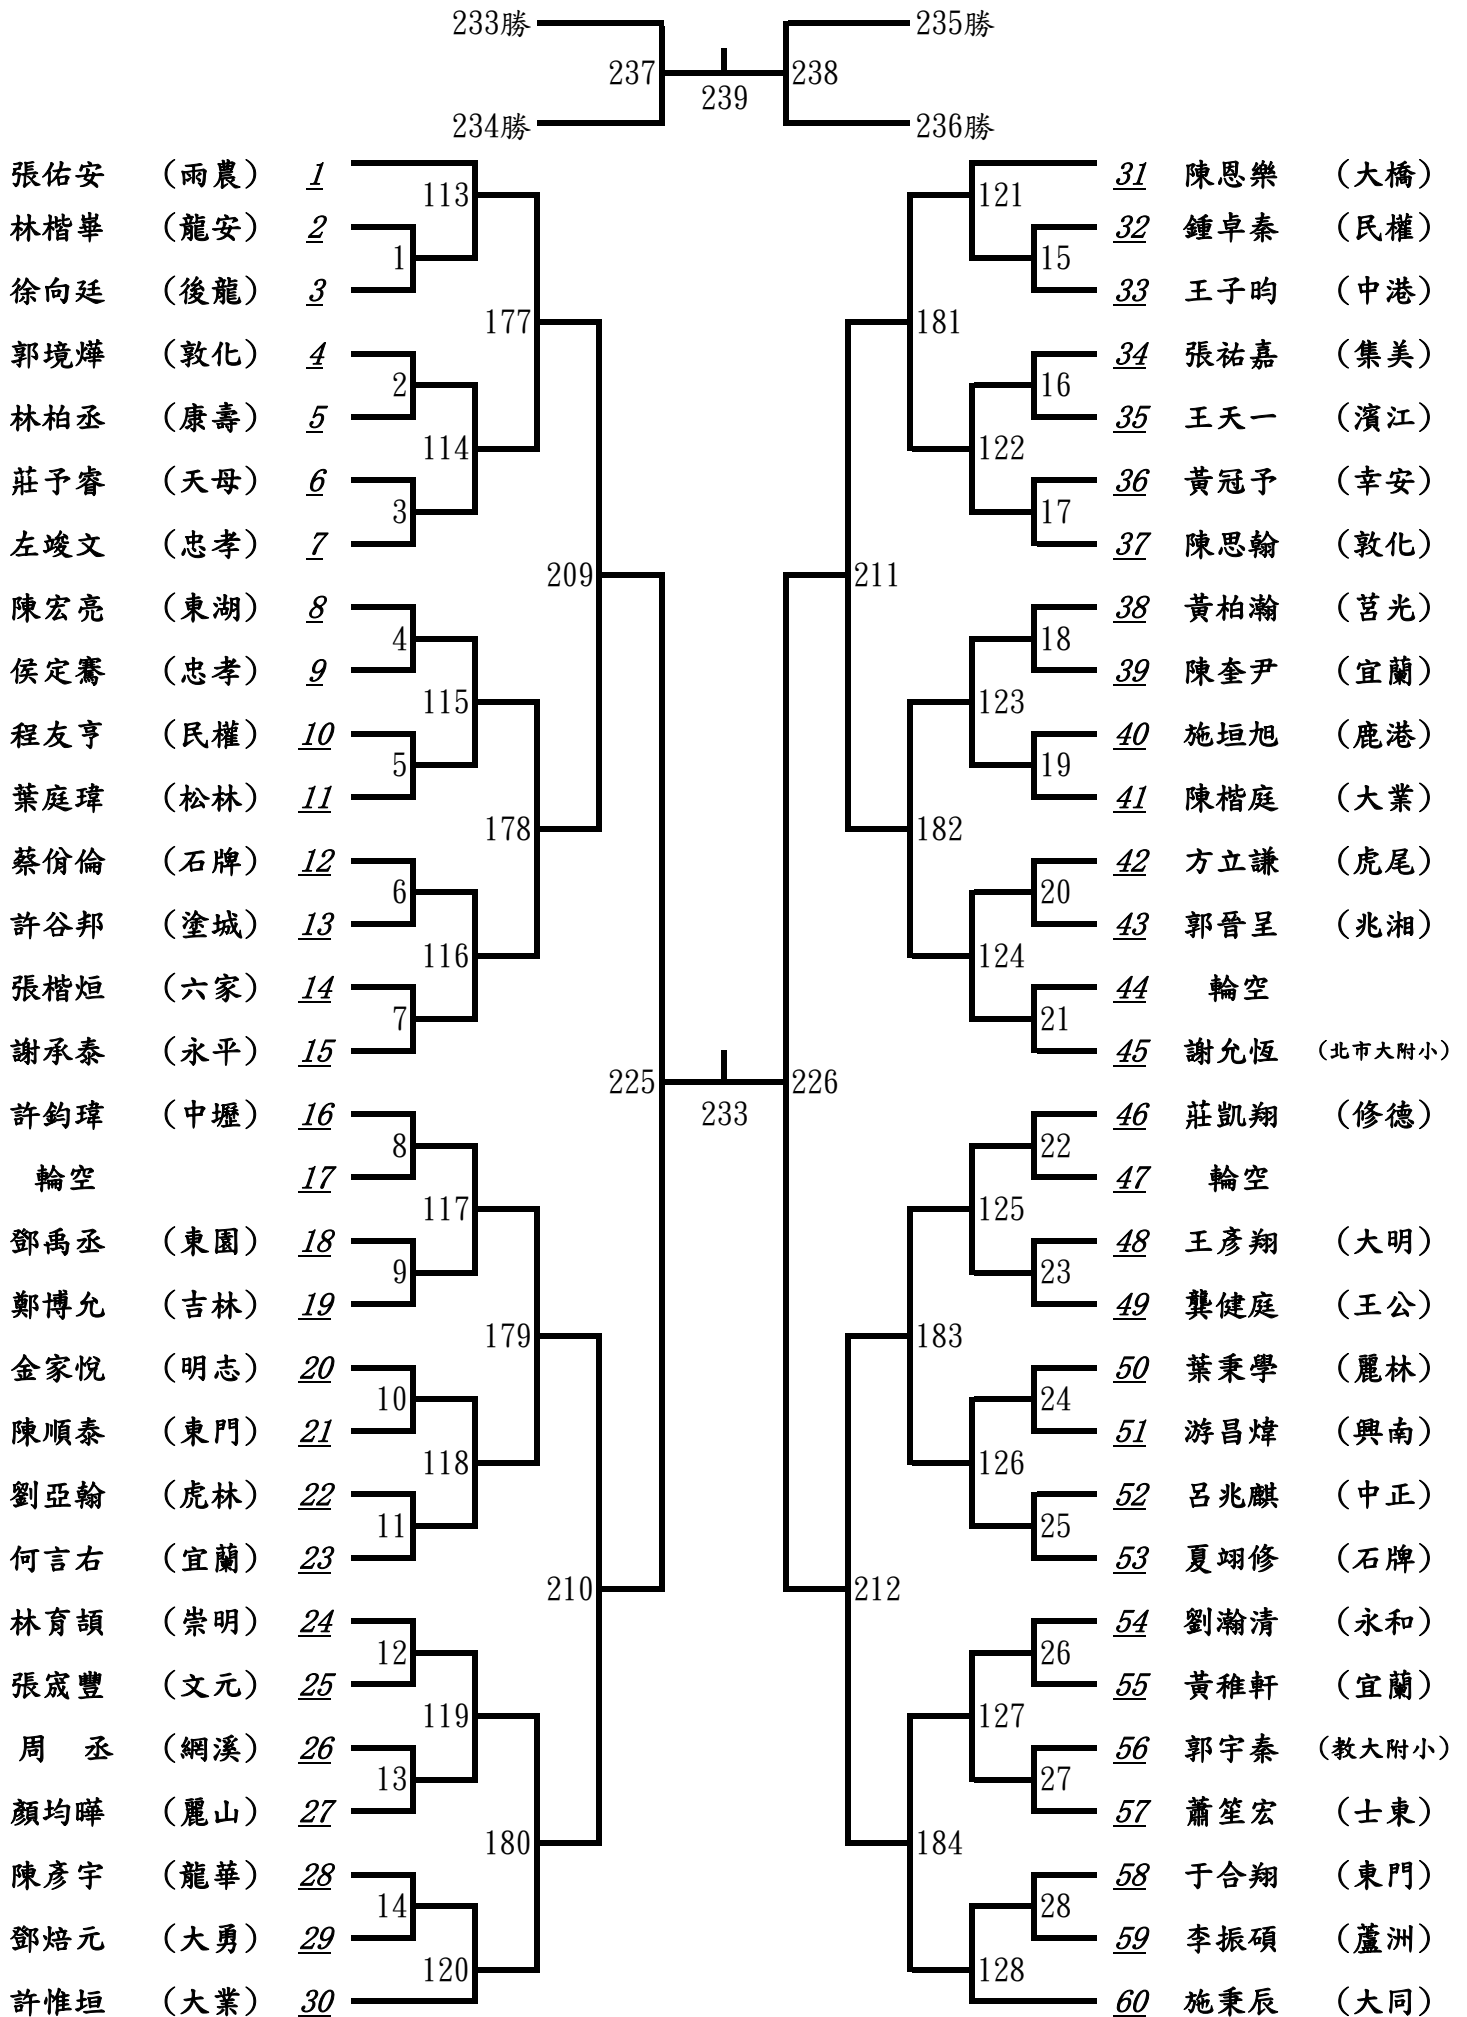 233勝 235勝
237 238
239
234勝 236勝
張佑安 (雨農) 1 31 陳恩樂 (大橋)
113 121
林楷崋 (龍安) 2 32 鍾卓秦 (民權)
1 15
徐向廷 (後龍) 3 33 王子昀 (中港)
177 181
郭境燁 (敦化) 4 34 張祐嘉 (集美)
2 16
林柏丞 (康壽) 5 35 王天一 (濱江)
114 122
莊予睿 (天母) 6 36 黃冠予 (幸安)
3 17
左竣文 (忠孝) 7 37 陳思翰 (敦化)
209 211
陳宏亮 (東湖) 8 38 黃柏瀚 (莒光)
4 18
侯定騫 (忠孝) 9 39 陳奎尹 (宜蘭)
115 123
程友亨 (民權) 10 40 施垣旭 (鹿港)
5 19
葉庭瑋 (松林) 11 41 陳楷庭 (大業)
178 182
蔡佾倫 (石牌) 12 42 方立謙 (虎尾)
6 20
許谷邦 (塗城) 13 43 郭晉呈 (兆湘)
116 124
張楷烜 (六家) 14 44 輪空
7 21
謝承泰 (永平) 15 45 謝允恆 (北市大附小)
225 226
233
許鈞瑋 (中壢) 16 46 莊凱翔 (修德)
8 22
輪空 17 47 輪空
117 125
鄧禹丞 (東園) 18 48 王彥翔 (大明)
9 23
鄭博允 (吉林) 19 49 龔健庭 (王公)
179 183
金家悅 (明志) 20 50 葉秉學 (麗林)
10 24
陳順泰 (東門) 21 51 游昌煒 (興南)
118 126
劉亞翰 (虎林) 22 52 呂兆麒 (中正)
11 25
何言右 (宜蘭) 23 53 夏翊修 (石牌)
210 212
林育頡 (崇明) 24 54 劉瀚清 (永和)
12 26
張宬豐 (文元) 25 55 黃稚軒 (宜蘭)
119 127
周 丞 (網溪) 26 56 郭宇秦 (教大附小)
13 27
顏均曄 (麗山) 27 57 蕭笙宏 (士東)
180 184
陳彥宇 (龍華) 28 58 于合翔 (東門)
14 28
鄧焙元 (大勇) 29 59 李振碩 (蘆洲)
120 128
許惟垣 (大業) 30 60 施秉辰 (大同)